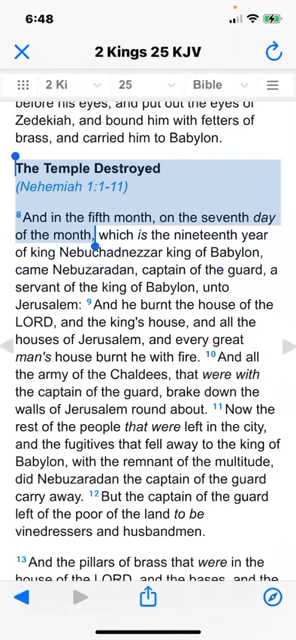 6:48
2 Kings 25 KJV
2 Ki
25
Bible
before his eyes, and put out the eyes of
Zedekiah, and bound him with fetters of
brass, and carried him to Babylon.
The Temple Destroyed
(Nehemiah 1:1-11)
8 And in the fifth month, on the seventh day
of the month, which is the nineteenth year
of king Nebuchadnezzar king of Babylon,
came Nebuzaradan, captain of the guard, a
servant of the king of Babylon, unto
Jerusalem: 9 And he burnt the house of the
LORD, and the king's house, and all the
houses of Jerusalem, and every great
man's house burnt he with fire. 10 And all
the army of the Chaldees, that were with
the captain of the guard, brake down the
walls of Jerusalem round about. 11 Now the
rest of the people that were left in the city,
and the fugitives that fell away to the king of
Babylon, with the remnant of the multitude,
did Nebuzaradan the captain of the guard
carry away. 12 But the captain of the guard
left of the poor of the land to be
vinedressers and husbandmen.
13 And the pillars of brass that were in the
house of the LORD, and the bases, and the